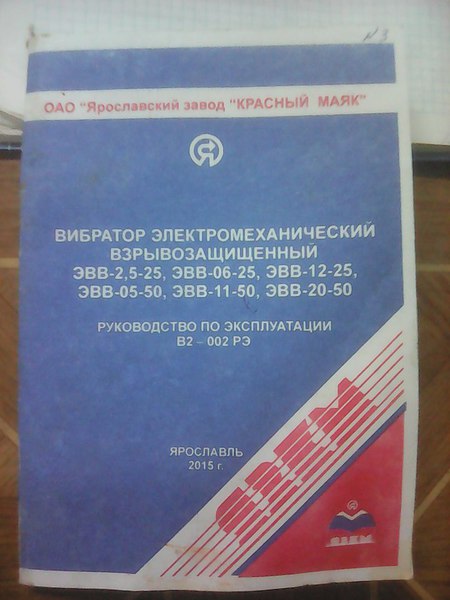 №3
ОАО "Ярославский завод "КРАСНЫЙ МАЯК"
ВИБРАТОР ЭЛЕКТРОМЕХАНИЧЕСКИЙ
ВЗРЫВОЗАЩИЩЕННЫЙ
ЭВВ-2,5-25, ЭВВ-06-25, ЭВВ-12-25,
ЭВВ-05-50, ЭВВ-11-50, ЭВВ-20-50
РУКОВОДСТВО ПО ЭКСПЛУАТАЦИИ
В2 – 002 РЭ
ЯРОСЛАВЛЬ
2015 г.